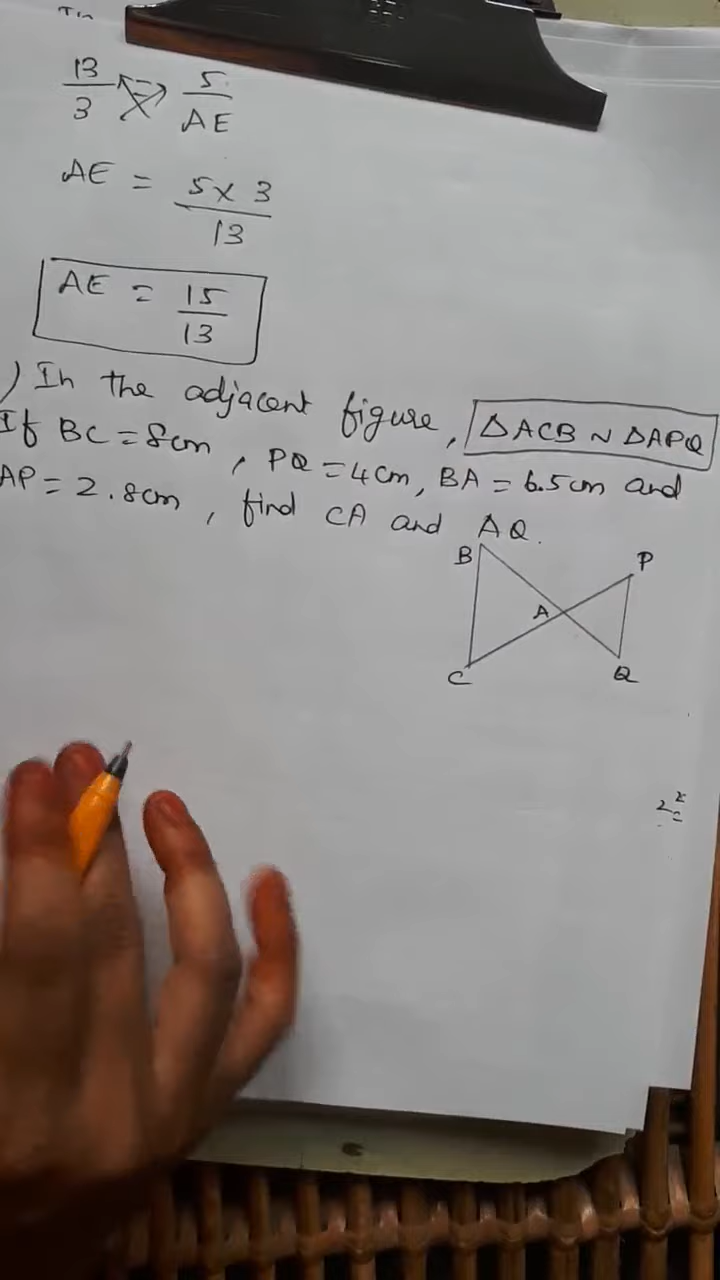 13/3 = 5/AE
AE = 5 x 3/13
AE = 15/13
) In the adjacent figure, ΔACB ~ ΔAPQ
If BC = 8cm, PQ = 4cm, BA = 6.5cm and
AP = 2.8cm, find CA and AQ.
B
P
A
C
Q